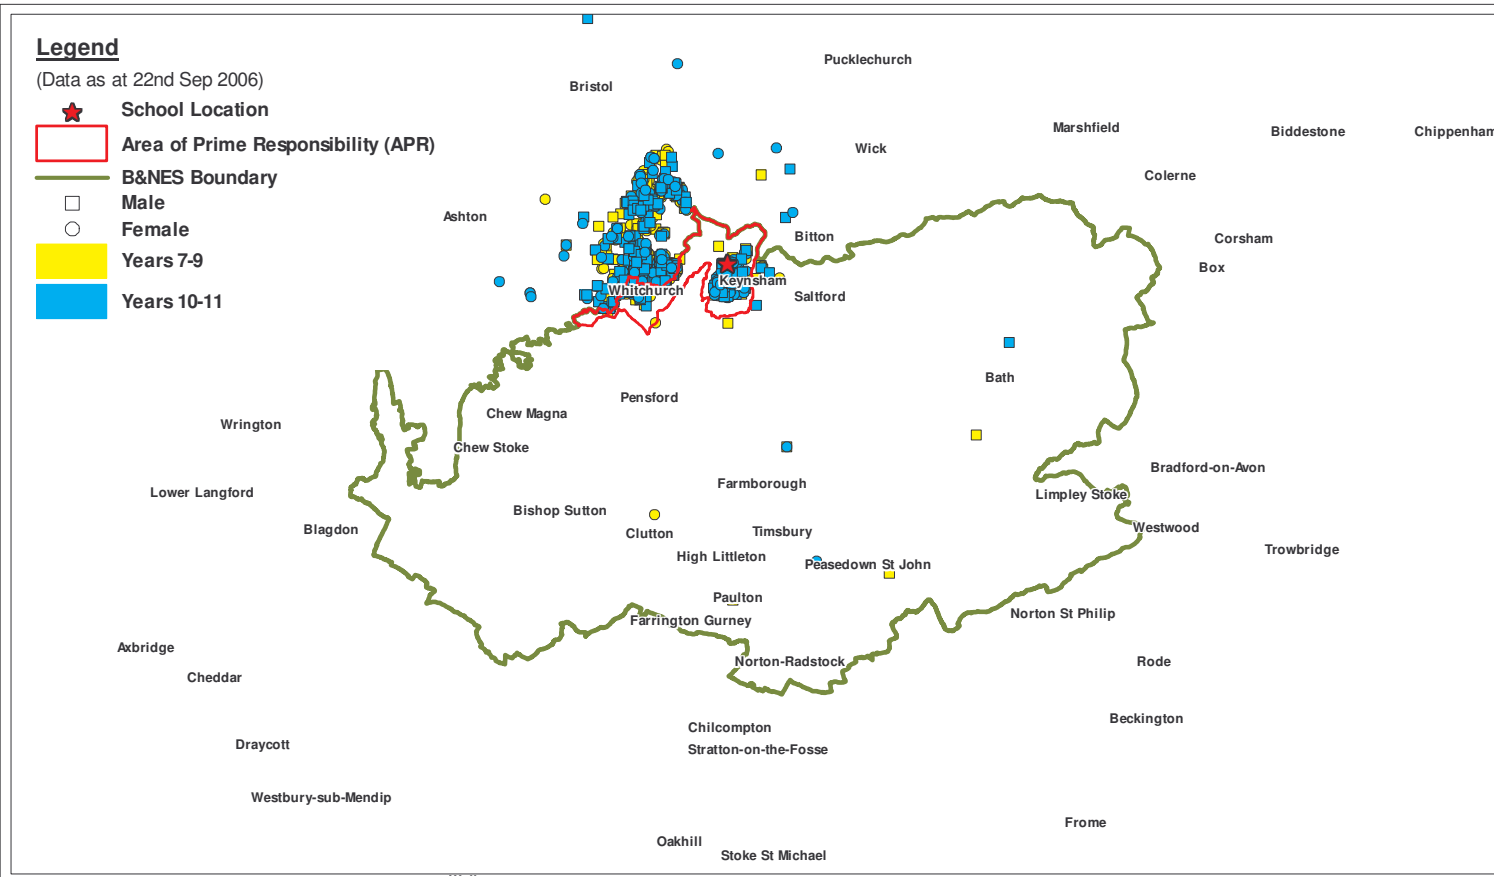 Legend
(Data as at 22nd Sep 2006)
School Location
Area of Prime Responsibility (APR)
B&NES Boundary
Male
Female
Years 7-9
Years 10-11
Pucklechurch
Bristol
Marshfield
Biddestone
Chippenham
Wick
Colerne
Ashton
Bitton
Corsham
Box
Keynsham
Whitchurch
Saltford
Bath
Pensford
Chew Magna
Wrington
Chew Stoke
Bradford-on-Avon
Farmborough
Lower Langford
Limpley Stoke
Bishop Sutton
Blagdon
Clutton
Timsbury
Westwood
Trowbridge
High Littleton
Peasedown St John
Paulton
Farrington Gurney
Norton St Philip
Axbridge
Norton-Radstock
Rode
Cheddar
Beckington
Chilcompton
Draycott
Stratton-on-the-Fosse
Westbury-sub-Mendip
Frome
Oakhill
Stoke St Michael